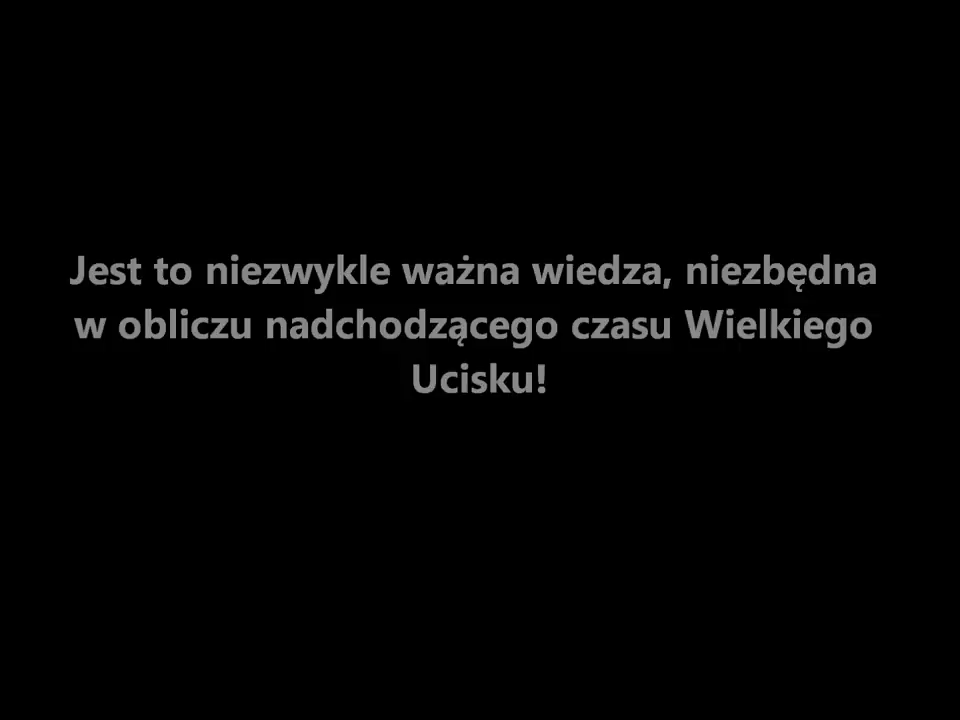 Jest to niezwykle ważna wiedza, niezbędna
w obliczu nadchodzącego czasu Wielkiego
Ucisku!